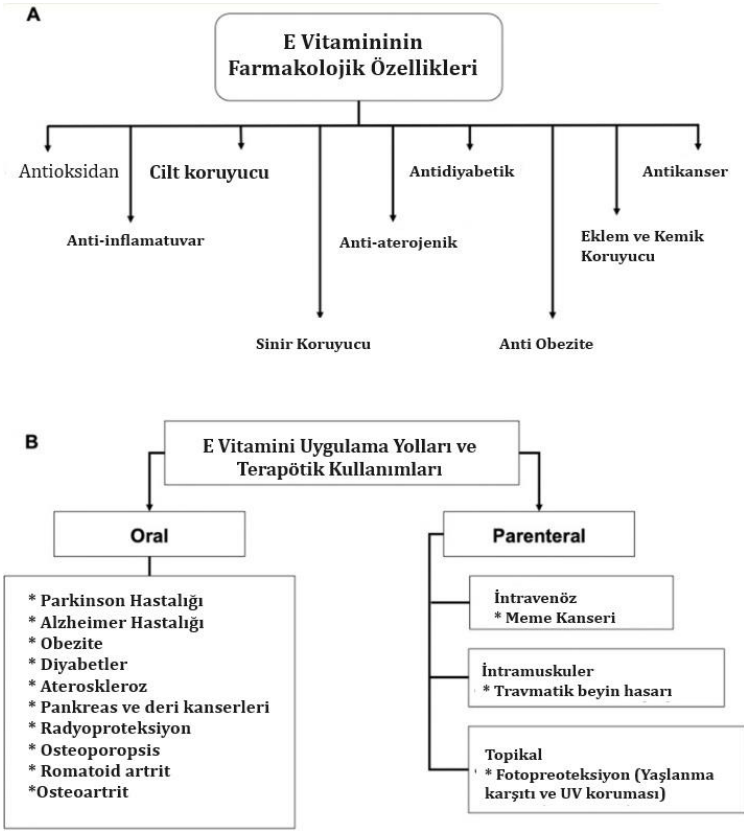 A
E Vitamininin
Farmakolojik Özellikleri
Antioksidan
Cilt koruyucu
Antidiyabetik
Antikanser
Anti-inflamatuvar
Anti-aterojenik
Eklem ve Kemik
Koruyucu
Sinir Koruyucu
Anti Obezite
B
E Vitamini Uygulama Yolları ve
Terapötik Kullanımları
Oral
* Parkinson Hastalığı
* Alzheimer Hastalığı
* Obezite
* Diyabetler
* Ateroskleroz
* Pankreas ve deri kanserleri
* Radyoproteksiyon
* Osteoporopsis
* Romatoid artrit
*Osteoartrit
Parenteral
İntravenöz
* Meme Kanseri
İntramuskuler
* Travmatik beyin hasarı
Topikal
* Fotopreoteksiyon (Yaşlanma
karşıtı ve UV koruması)